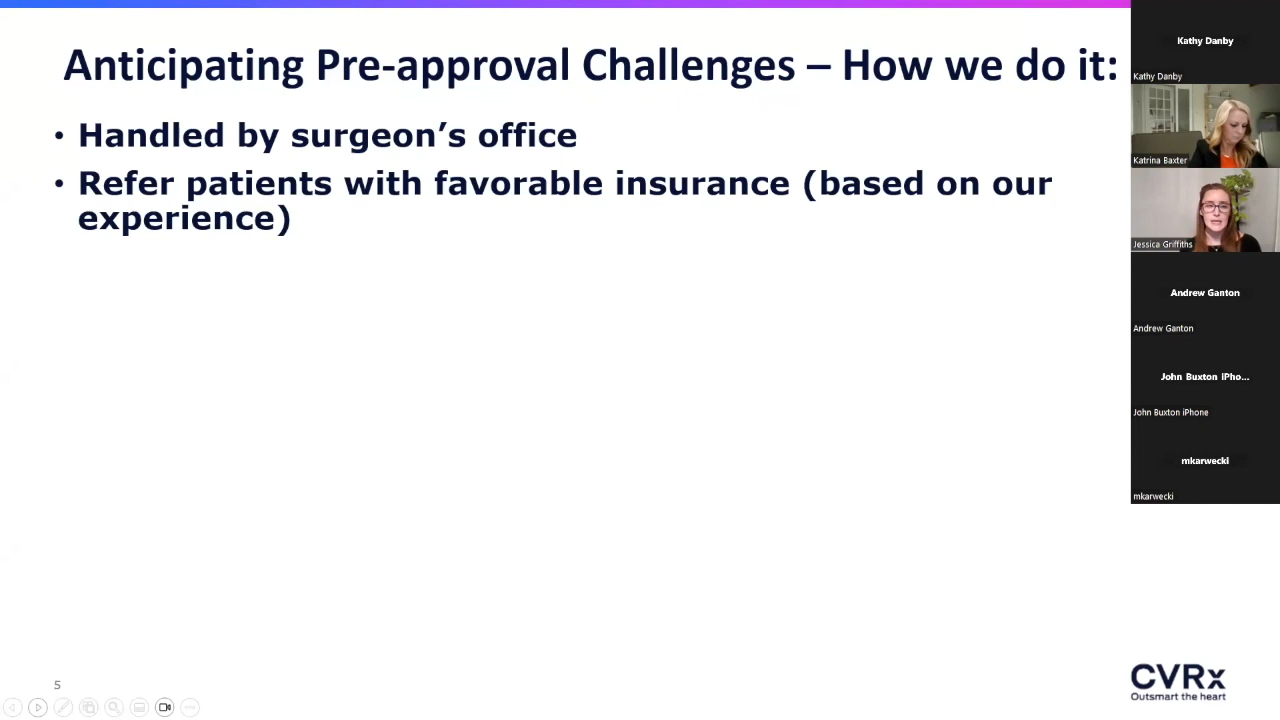 Anticipating Pre-approval Challenges – How we do it:
• Handled by surgeon’s office
• Refer patients with favorable insurance (based on our
experience)
5
CVRx
Outsmart the heart
Kathy Danby
Kathy Danby
Katrina Baxter
Jessica Griffiths
Andrew Ganton
Andrew Ganton
John Buxton iPho...
John Buxton iPhone
mkarwecki
mkarwecki